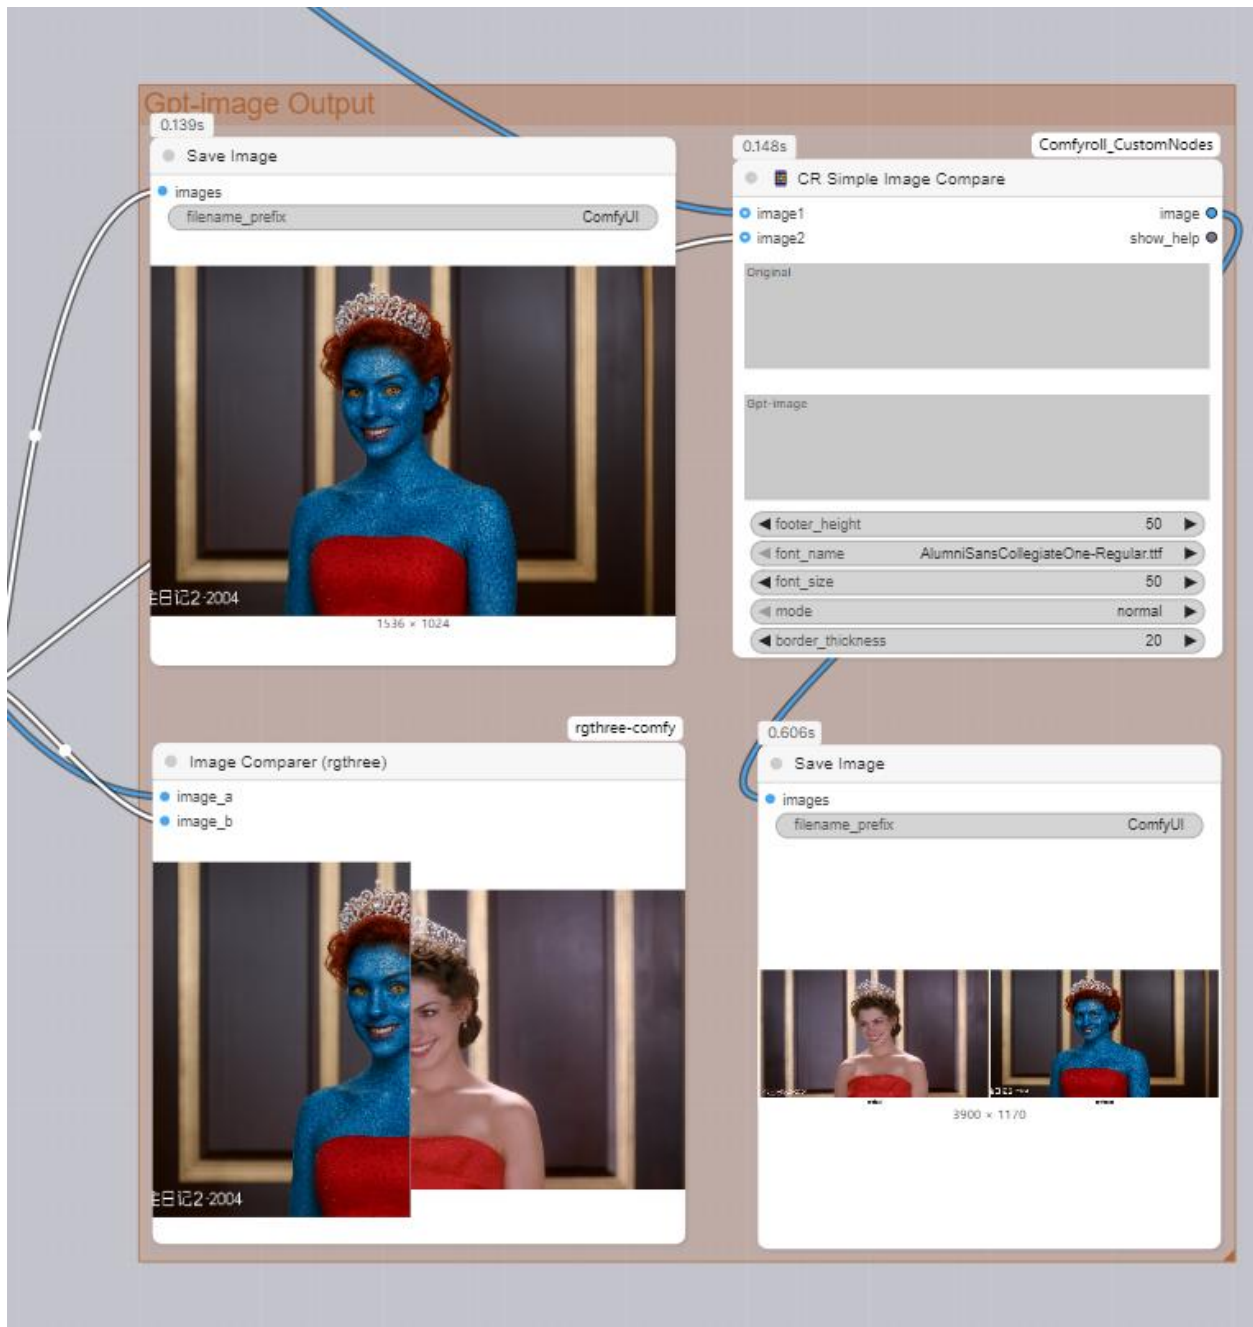 Gpt-image Output
0.139s
Save Image
images
filename_prefix ComfyUI
日记2-2004
1536 × 1024
0.148s
Comfyroll_CustomNodes
CR Simple Image Compare
image1 image
image2 show_help
Original
Gpt-image
footer_height 50
font_name AlumniSansCollegiateOne-Regular.ttf
font_size 50
mode normal
border_thickness 20
rgthree-comfy
Image Comparer (rgthree)
image_a
image_b
日记2-2004
0.606s
Save Image
images
filename_prefix ComfyUI
3900 × 1170